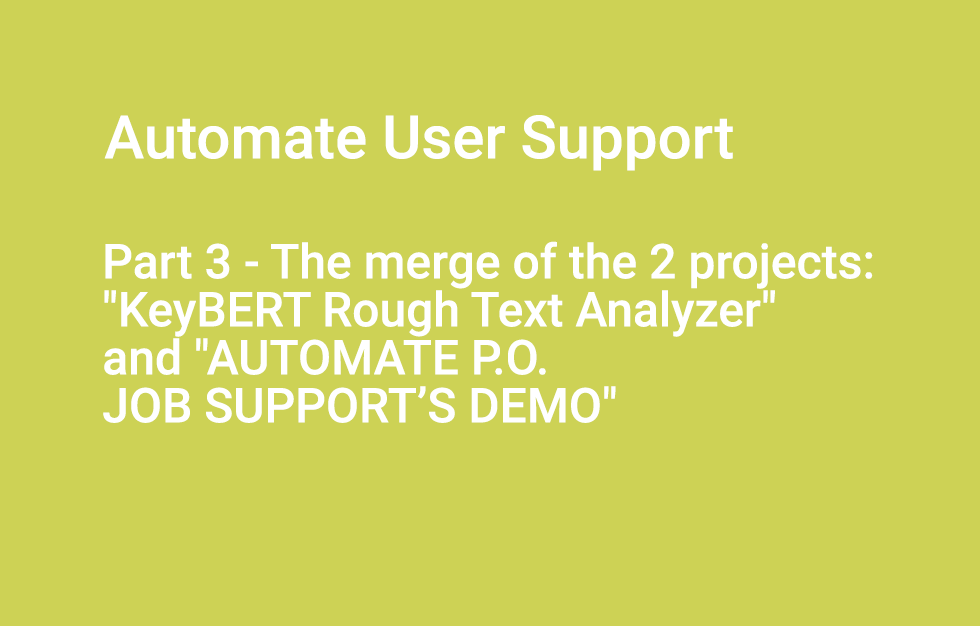 Automate User Support
Part 3 - The merge of the 2 projects:
"KeyBERT Rough Text Analyzer"
and "AUTOMATE P.O.
JOB SUPPORT’S DEMO"